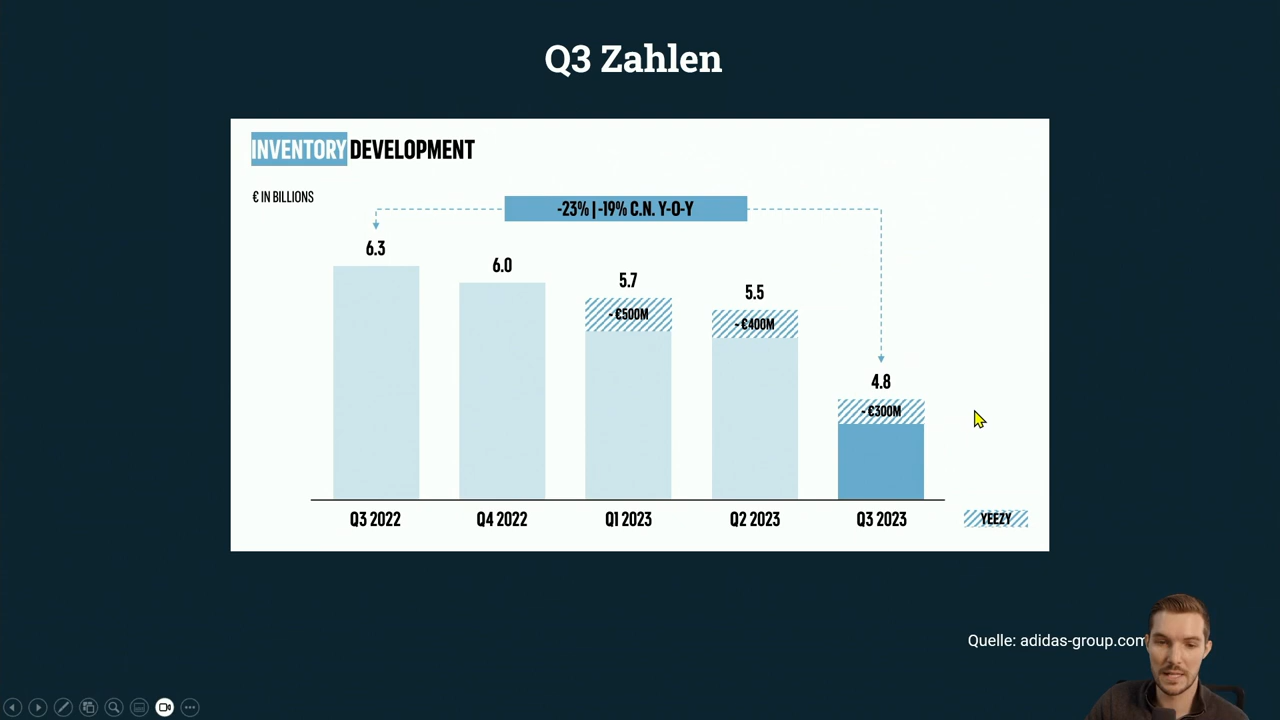 Q3 Zahlen
INVENTORY DEVELOPMENT
€ IN BILLIONS
-23% | -19% C.N. Y-O-Y
6.3
6.0
5.7
5.5
4.8
~ €500M
~ €400M
~ €300M
Q3 2022
Q4 2022
Q1 2023
Q2 2023
Q3 2023
YEEZY
Quelle: adidas-group.com